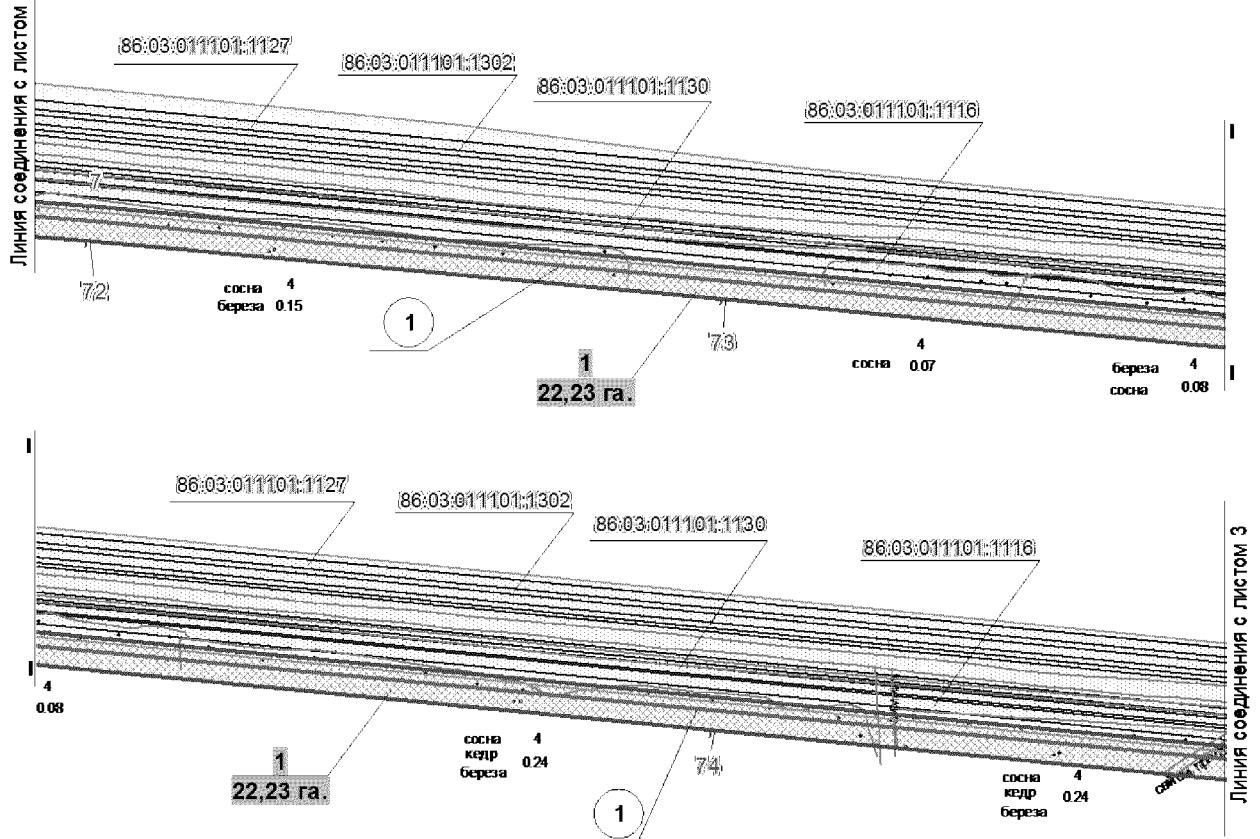 Линия соединения с листом
86:03:011101:1127
86:03:011101:1302
86:03:011101:1130
86:03:011101:1116
I
7
72
сосна 4
береза 0.15
1
1
22,23 га.
73
4
сосна 0.07
береза 4
сосна 0.08
I
I
86:03:011101:1127
86:03:011101:1302
86:03:011101:1130
86:03:011101:1116
Линия соединения с листом 3
I
4
0.08
1
22,23 га.
сосна 4
кедр
береза 0.24
1
74
сосна 4
кедр 0.24
береза